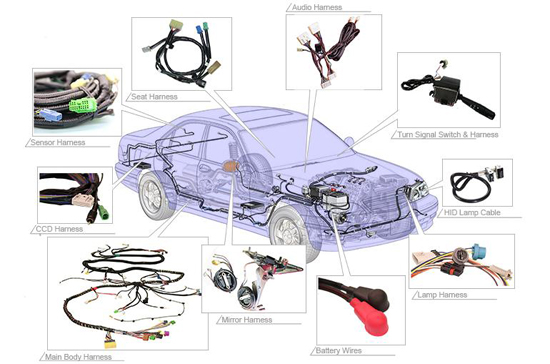 Audio Harness
Seat Harness
Turn Signal Switch & Harness
Sensor Harness
HID Lamp Cable
CCD Harness
Lamp Harness
Mirror Harness
Battery Wires
Main Body Harness